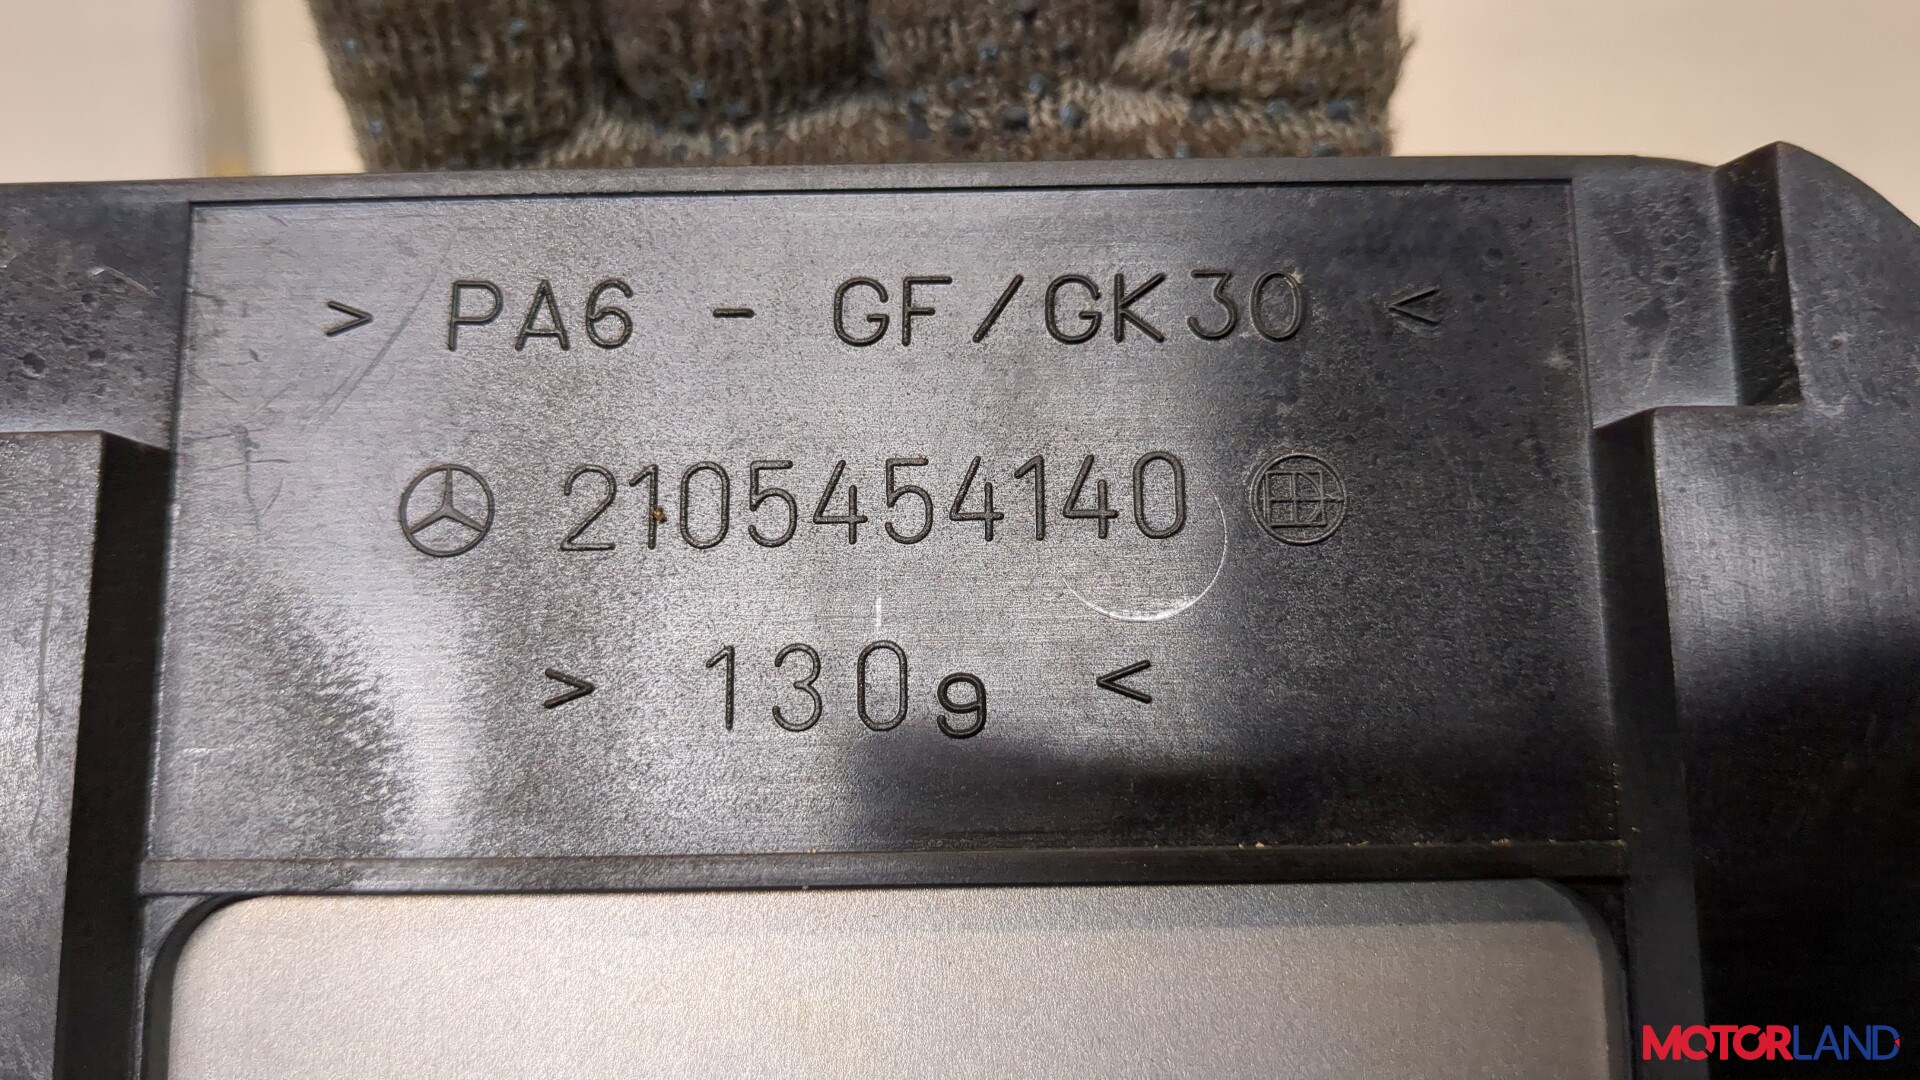 > PA6 - GF/GK30 <
2105454140
> 130g <
MOTORLAND